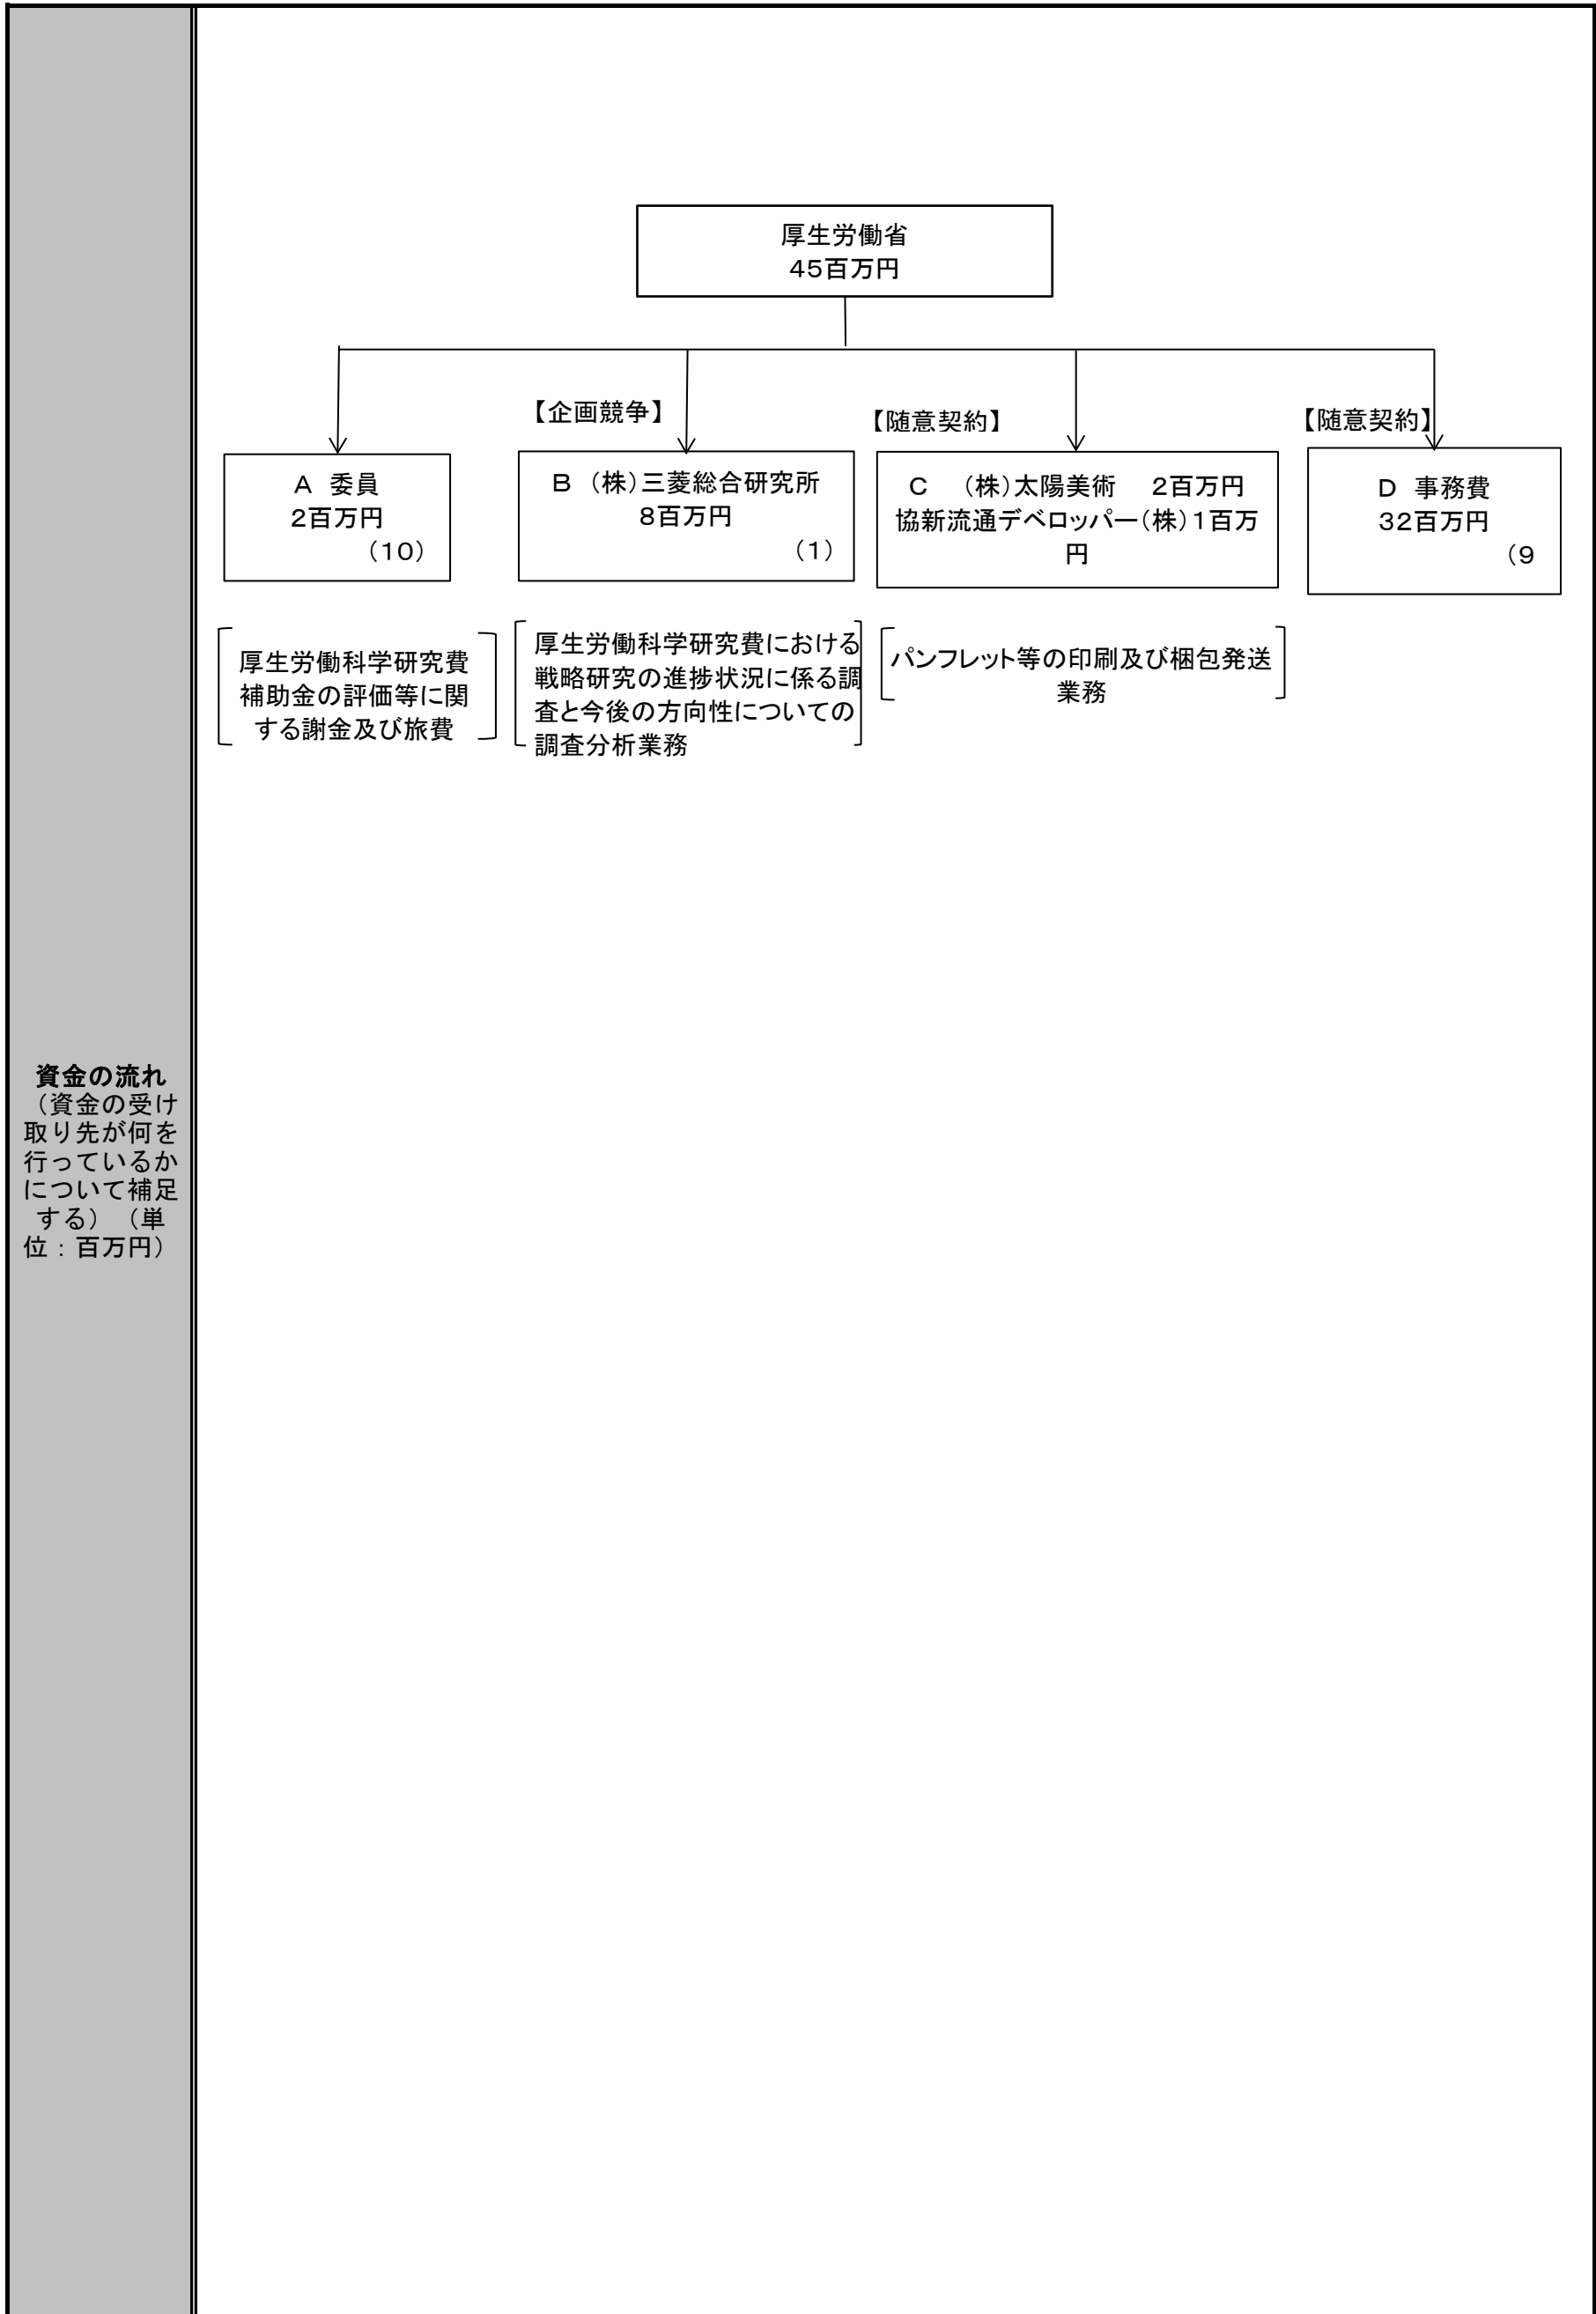 厚生労働省
45百万円
【企画競争】
【随意契約】
【随意契約】
A 委員
2百万円
（10）
B （株）三菱総合研究所
8百万円
（1）
C （株）太陽美術 2百万円
協新流通デベロッパー（株）1百万
円
D 事務費
32百万円
（9
厚生労働科学研究費
補助金の評価等に関
する謝金及び旅費
厚生労働科学研究費における
戦略研究の進捗状況に係る調
査と今後の方向性についての
調査分析業務
パンフレット等の印刷及び梱包発送
業務
資金の流れ
（資金の受け
取り先が何を
行っているか
について補足
する）（単
位：百万円）